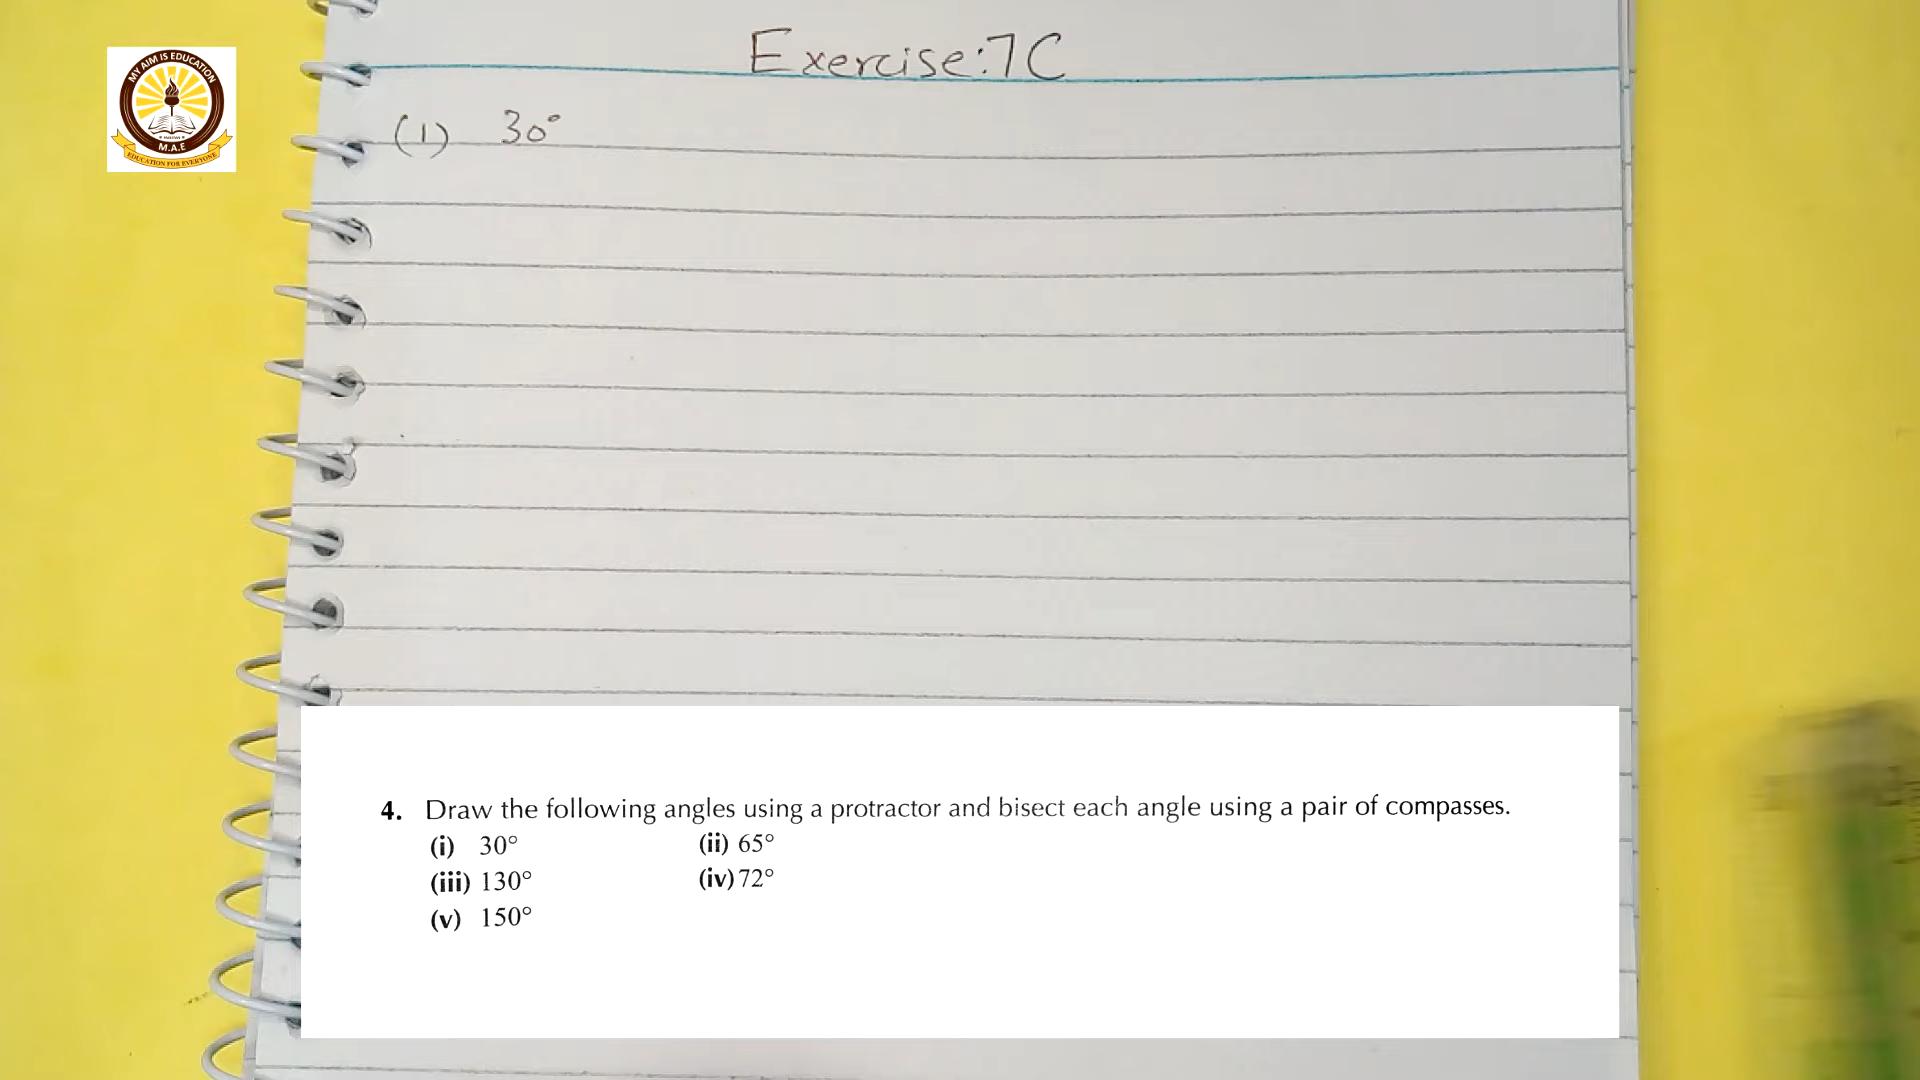 MY AIM IS EDUCATION
M.A.E
EDUCATION FOR EVERYONE
Exercise:7C
(1) 30°
4. Draw the following angles using a protractor and bisect each angle using a pair of compasses.
(i) 30° (ii) 65°
(iii) 130° (iv) 72°
(v) 150°